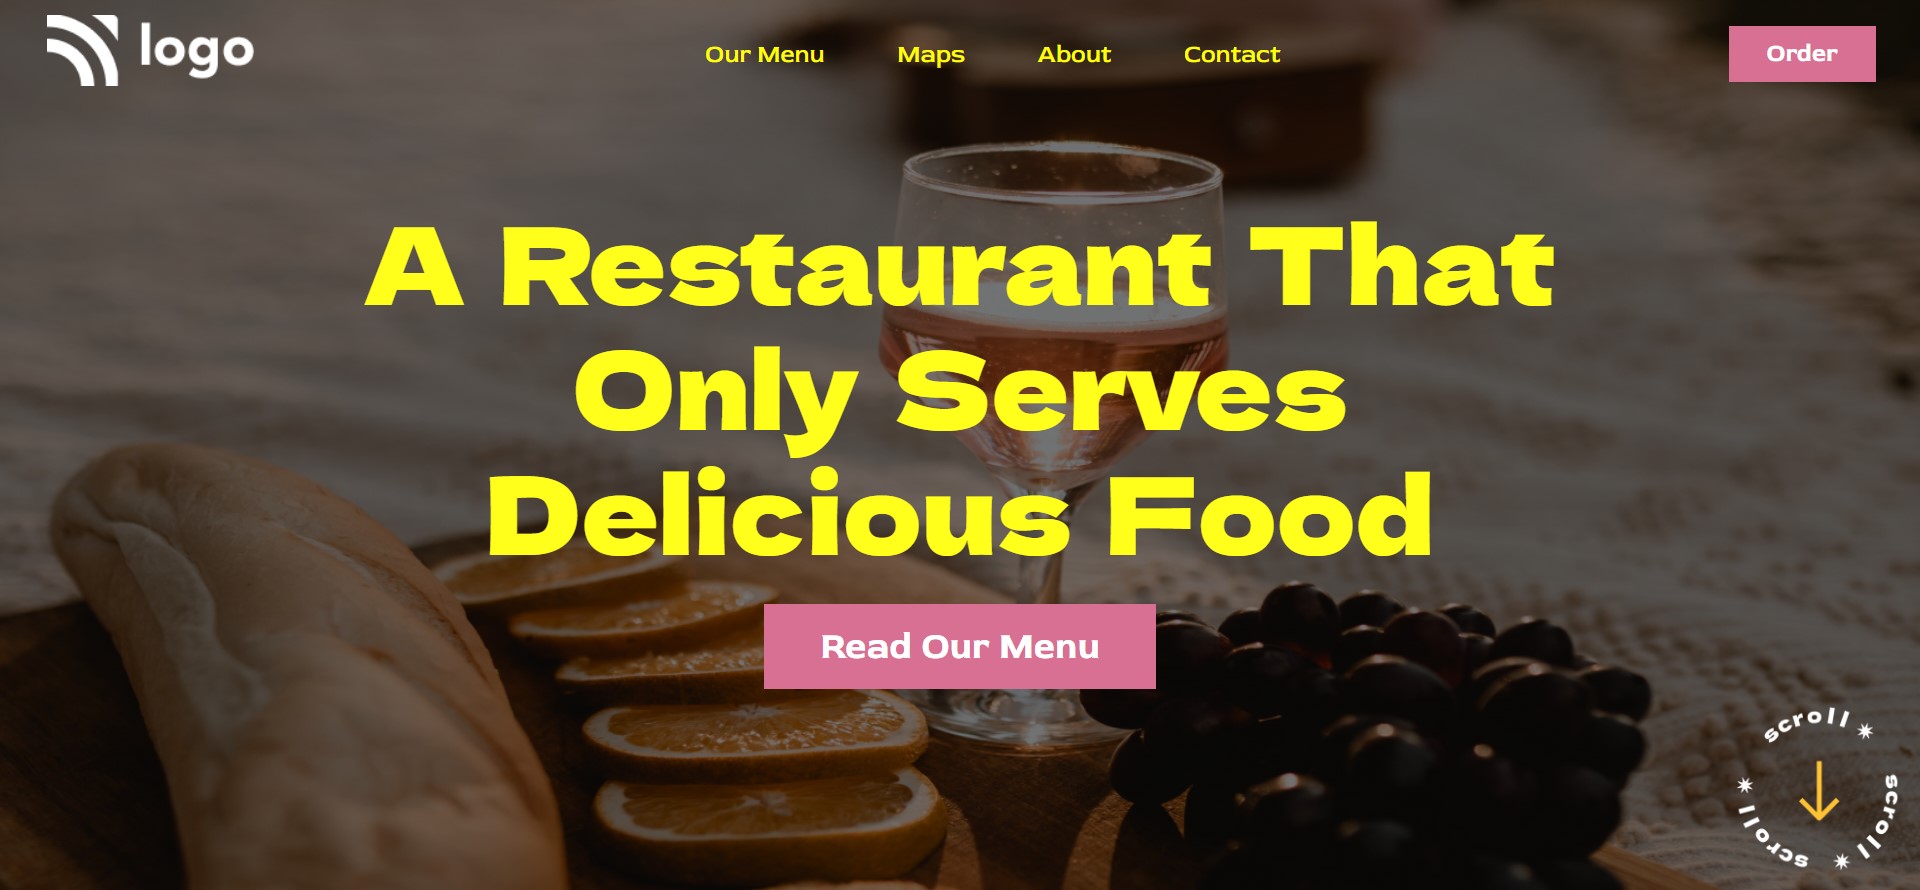 logo
Our Menu
Maps
About
Contact
Order
A Restaurant That
Only Serves
Delicious Food
Read Our Menu
scroll ✷ scroll ✷ scroll ✷